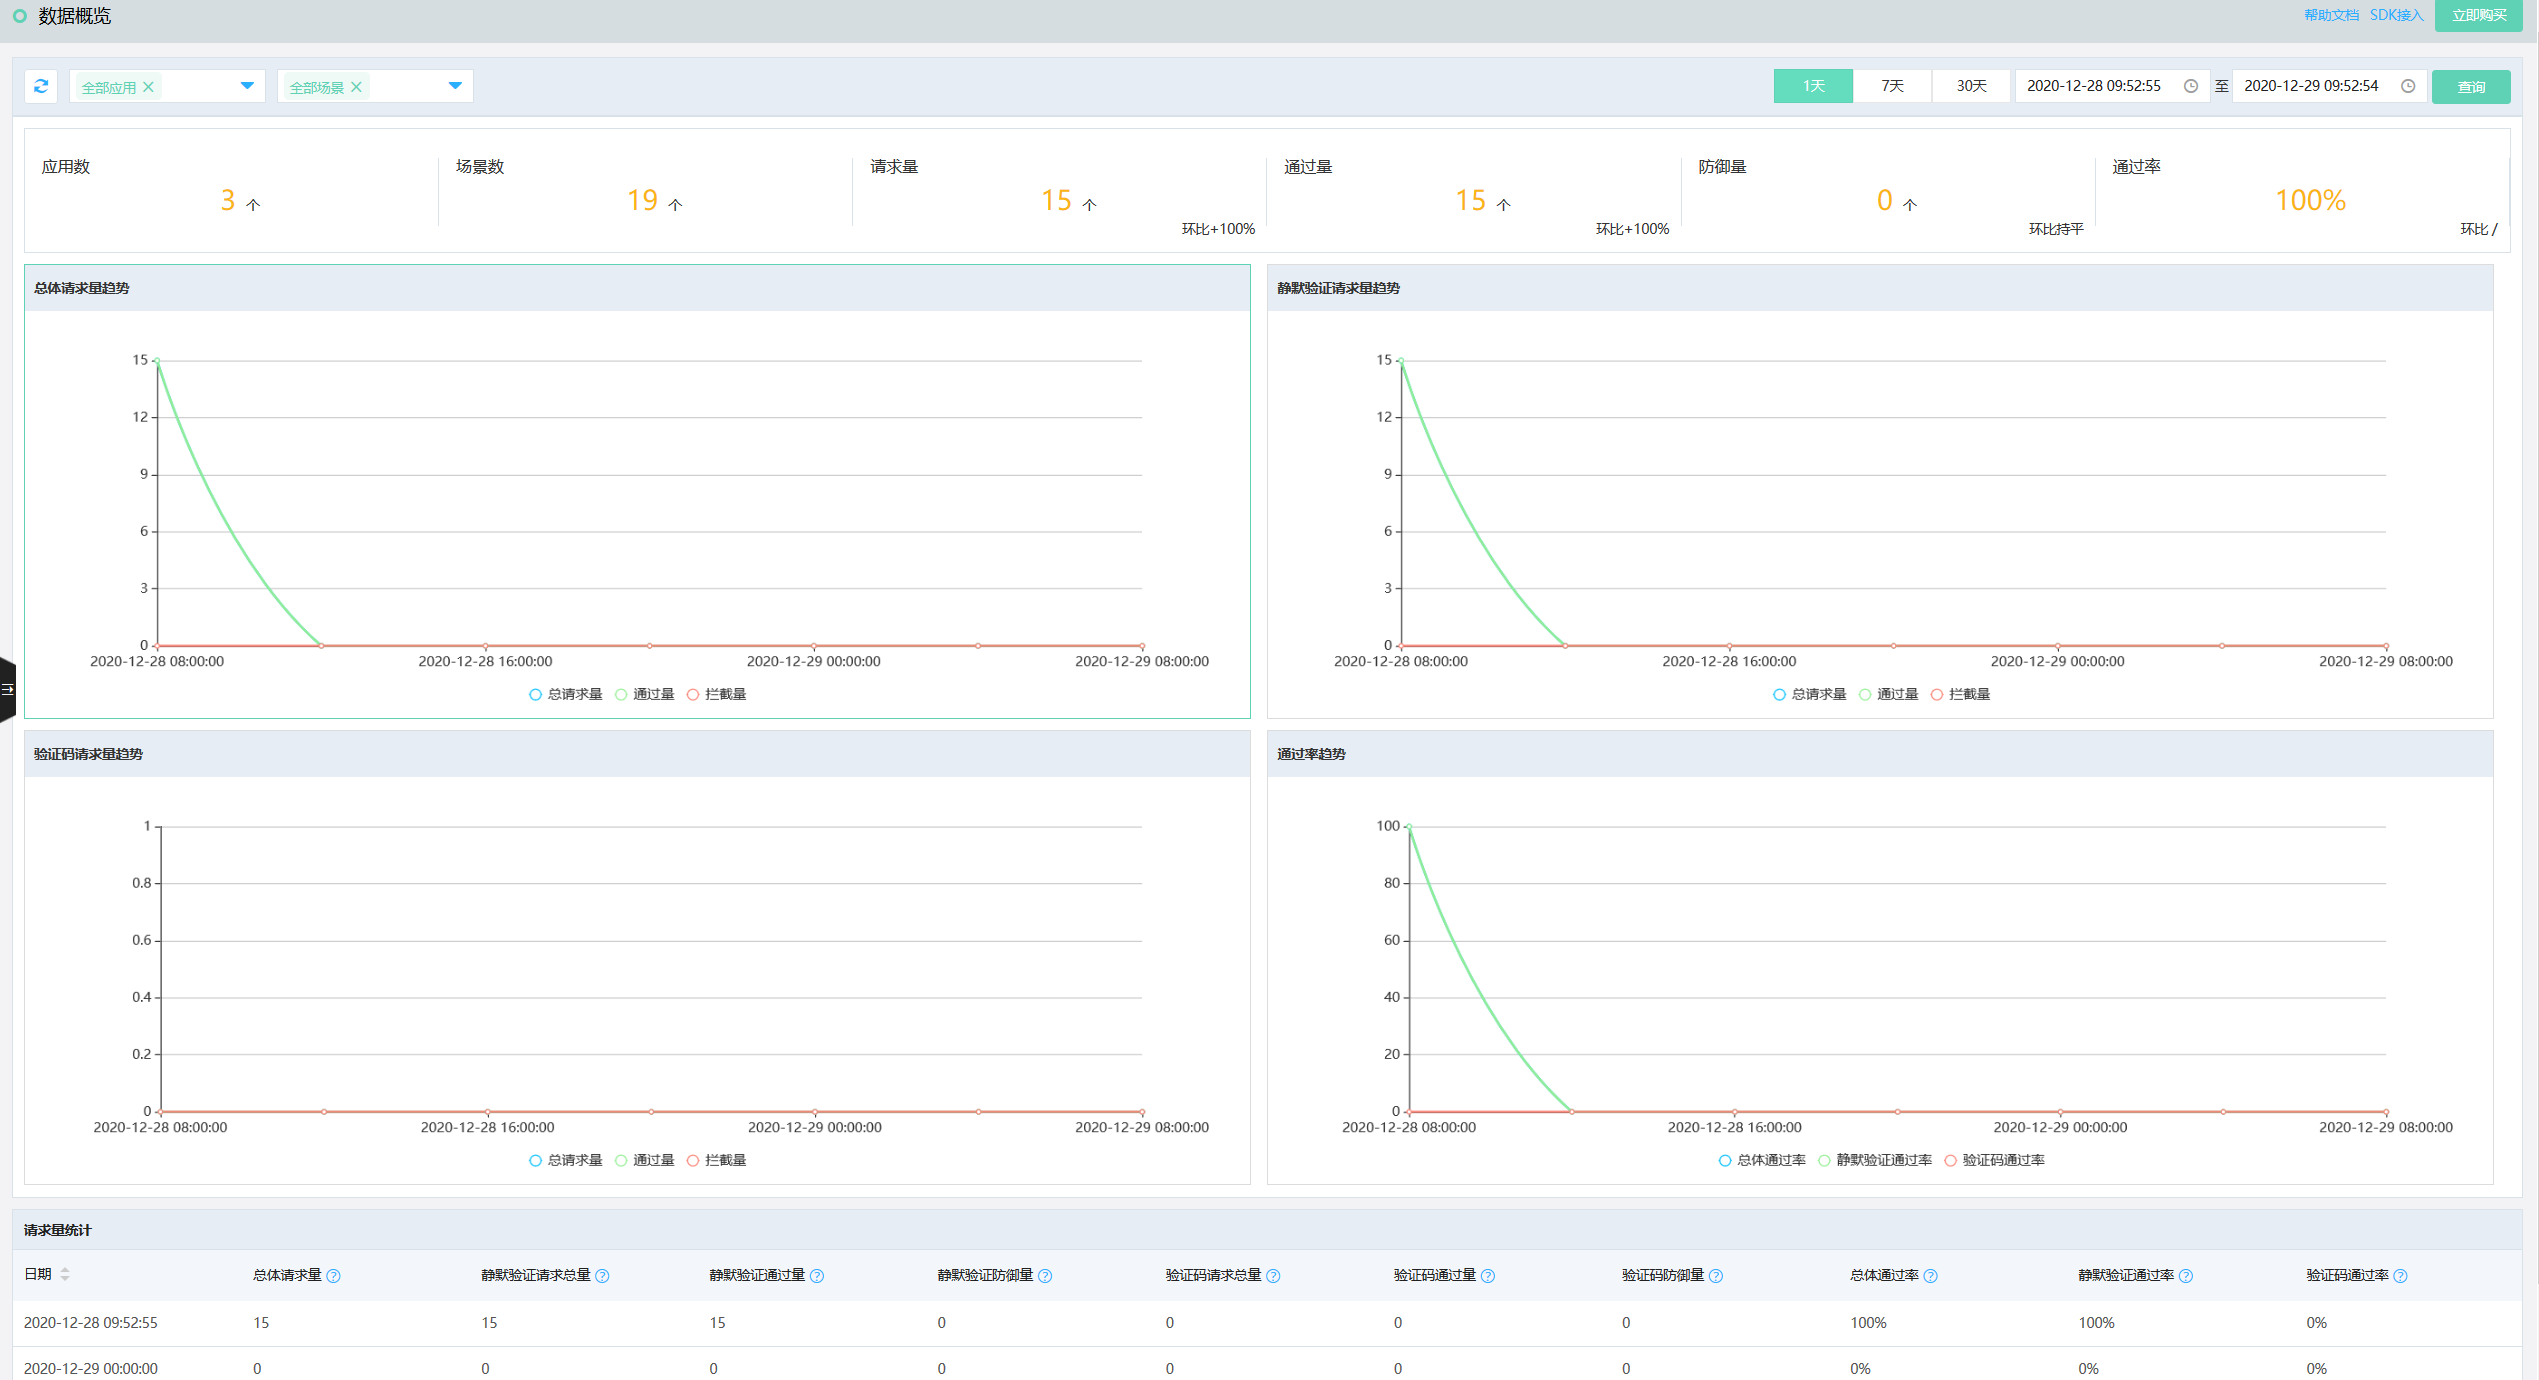 数据概览
帮助文档 SDK接入 立即购买
全部应用 全部场景 1天 7天 30天 2020-12-28 09:52:55 至 2020-12-29 09:52:54 查询
应用数 场景数 请求量 通过量 防御量 通过率
3 个 19 个 15 个 15 个 0 个 100%
环比+100% 环比+100% 环比持平 环比 /
总体请求量趋势
15
12
9
6
3
0
2020-12-28 08:00:00 2020-12-28 16:00:00 2020-12-29 00:00:00 2020-12-29 08:00:00
总请求量 通过量 拦截量
静默验证请求量趋势
15
12
9
6
3
0
2020-12-28 08:00:00 2020-12-28 16:00:00 2020-12-29 00:00:00 2020-12-29 08:00:00
总请求量 通过量 拦截量
验证码请求量趋势
1
0.8
0.6
0.4
0.2
0
2020-12-28 08:00:00 2020-12-28 16:00:00 2020-12-29 00:00:00 2020-12-29 08:00:00
总请求量 通过量 拦截量
通过率趋势
100
80
60
40
20
0
2020-12-28 08:00:00 2020-12-28 16:00:00 2020-12-29 00:00:00 2020-12-29 08:00:00
总体通过率 静默验证通过率 验证码通过率
请求量统计
日期 总体请求量 静默验证请求总量 静默验证通过量 静默验证防御量 验证码请求总量 验证码通过量 验证码防御量 总体通过率 静默验证通过率 验证码通过率
2020-12-28 09:52:55 15 15 15 0 0 0 0 100% 100% 0%
2020-12-29 00:00:00 0 0 0 0 0 0 0 0% 0% 0%